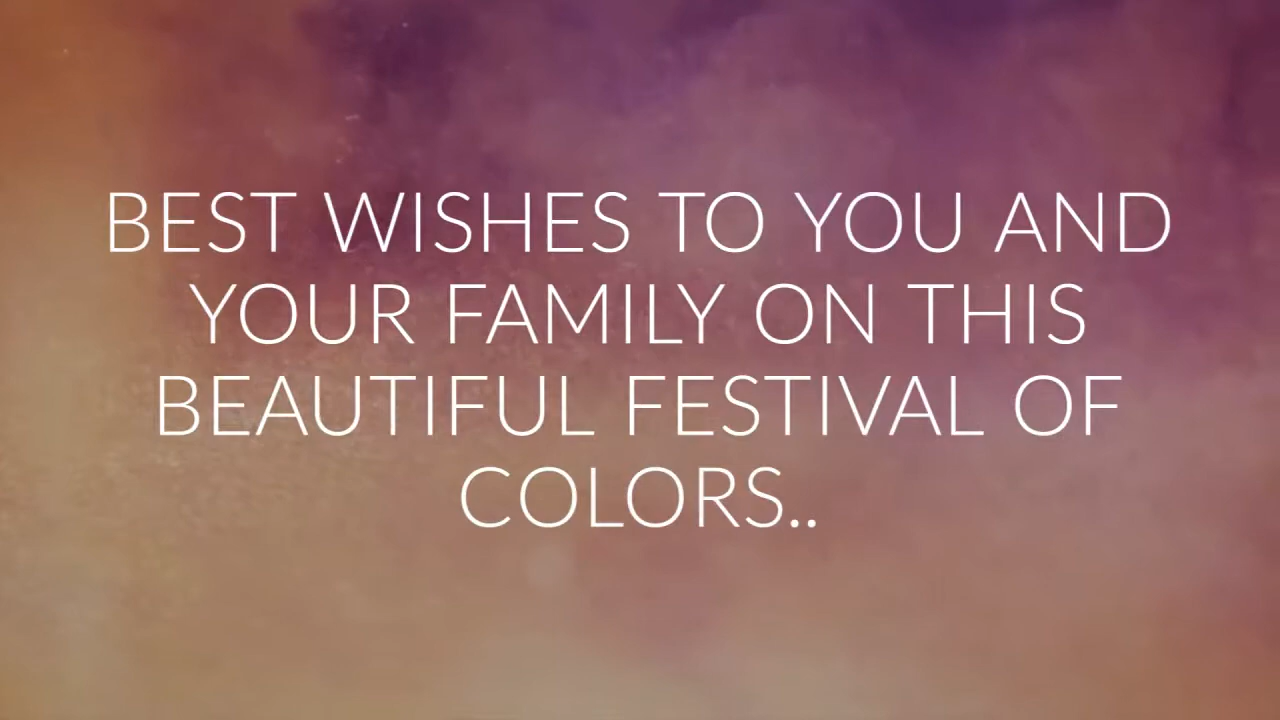 BEST WISHES TO YOU AND
YOUR FAMILY ON THIS
BEAUTIFUL FESTIVAL OF
COLORS..